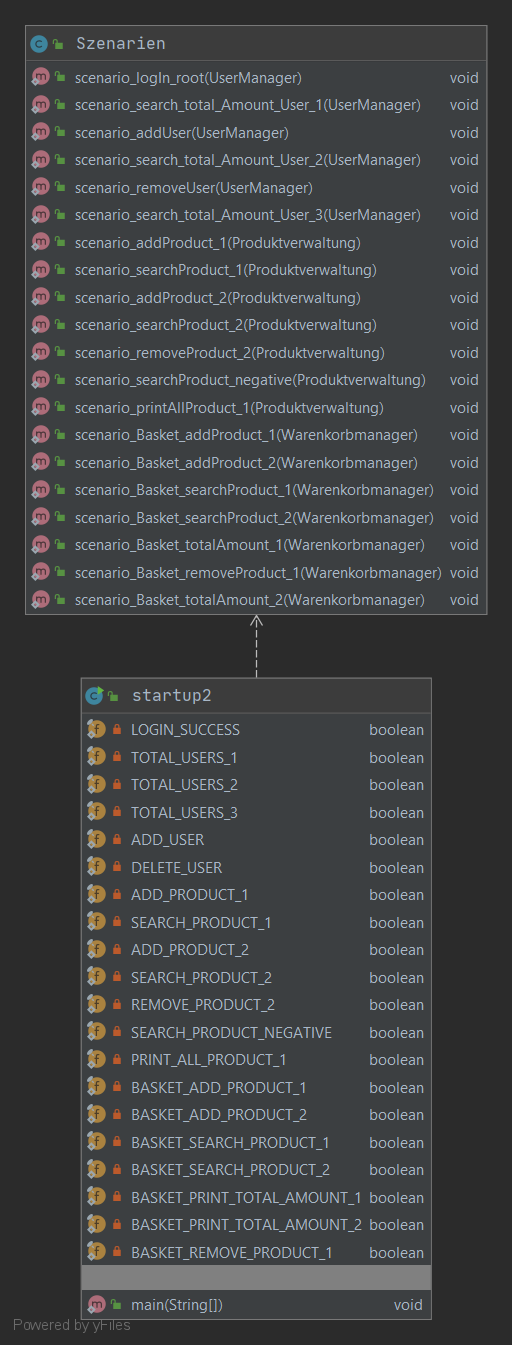 Szenarien
scenario_logIn_root(UserManager) void
scenario_search_total_Amount_User_1(UserManager) void
scenario_addUser(UserManager) void
scenario_search_total_Amount_User_2(UserManager) void
scenario_removeUser(UserManager) void
scenario_search_total_Amount_User_3(UserManager) void
scenario_addProduct_1(Produktverwaltung) void
scenario_searchProduct_1(Produktverwaltung) void
scenario_addProduct_2(Produktverwaltung) void
scenario_searchProduct_2(Produktverwaltung) void
scenario_removeProduct_2(Produktverwaltung) void
scenario_searchProduct_negative(Produktverwaltung) void
scenario_printAllProduct_1(Produktverwaltung) void
scenario_Basket_addProduct_1(Warenkorbmanager) void
scenario_Basket_addProduct_2(Warenkorbmanager) void
scenario_Basket_searchProduct_1(Warenkorbmanager) void
scenario_Basket_searchProduct_2(Warenkorbmanager) void
scenario_Basket_totalAmount_1(Warenkorbmanager) void
scenario_Basket_removeProduct_1(Warenkorbmanager) void
scenario_Basket_totalAmount_2(Warenkorbmanager) void
startup2
LOGIN_SUCCESS boolean
TOTAL_USERS_1 boolean
TOTAL_USERS_2 boolean
TOTAL_USERS_3 boolean
ADD_USER boolean
DELETE_USER boolean
ADD_PRODUCT_1 boolean
SEARCH_PRODUCT_1 boolean
ADD_PRODUCT_2 boolean
SEARCH_PRODUCT_2 boolean
REMOVE_PRODUCT_2 boolean
SEARCH_PRODUCT_NEGATIVE boolean
PRINT_ALL_PRODUCT_1 boolean
BASKET_ADD_PRODUCT_1 boolean
BASKET_ADD_PRODUCT_2 boolean
BASKET_SEARCH_PRODUCT_1 boolean
BASKET_SEARCH_PRODUCT_2 boolean
BASKET_PRINT_TOTAL_AMOUNT_1 boolean
BASKET_PRINT_TOTAL_AMOUNT_2 boolean
BASKET_REMOVE_PRODUCT_1 boolean
main(String[]) void
Powered by yFiles